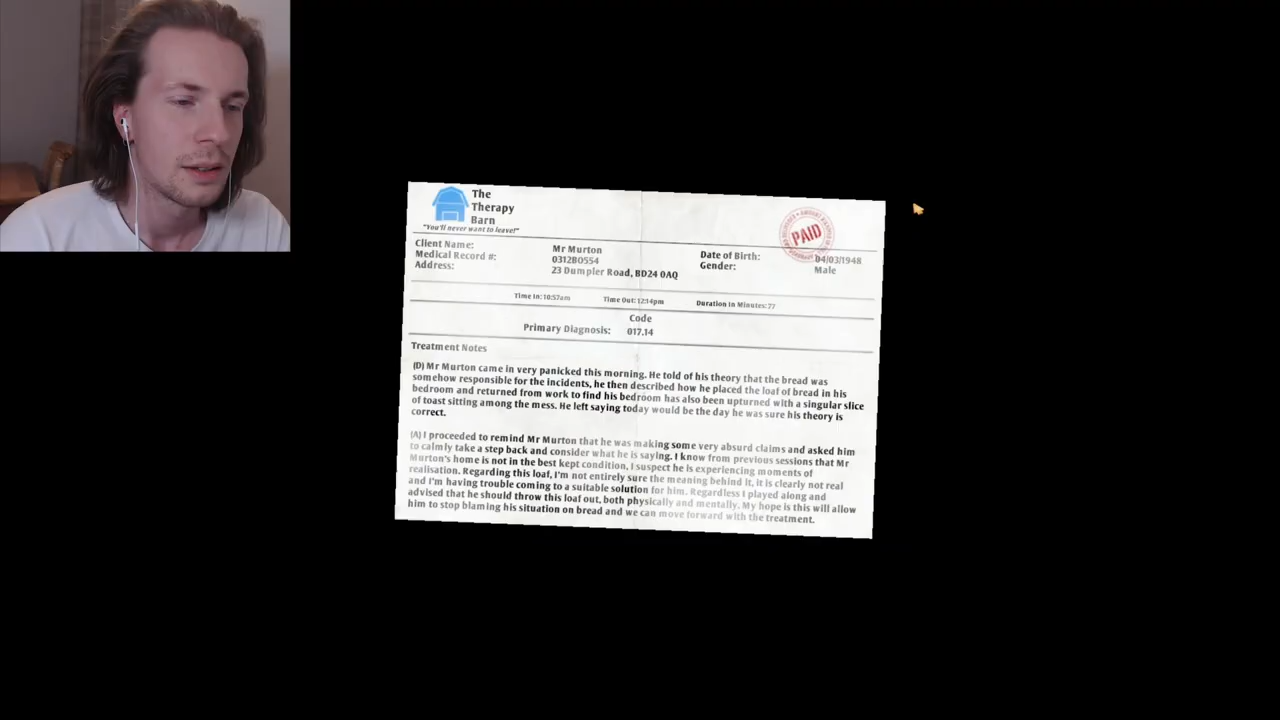 The
Therapy
Barn
"You'll never want to leave!"
PAID
Client Name: Mr Murton Date of Birth: 04/03/1948
Medical Record #: 0312B0554 Gender: Male
Address: 23 Dumpler Road, BD24 0AQ
Time In: 10:57am Time Out: 12:14pm Duration In Minutes: 77
Code
Primary Diagnosis: 017.14
Treatment Notes
(D) Mr Murton came in very panicked this morning. He told of his theory that the bread was
somehow responsible for the incidents, he then described how he placed the loaf of bread in his
bedroom and returned from work to find his bedroom has also been upturned with a singular slice
of toast sitting among the mess. He left saying today would be the day he was sure his theory is
correct.
(A) I proceeded to remind Mr Murton that he was making some very absurd claims and asked him
to calmly take a step back and consider what he is saying. I know from previous sessions that Mr
Murton's home is not in the best kept condition, I suspect he is experiencing moments of
realisation. Regarding this loaf, I'm not entirely sure the meaning behind it, it is clearly not real
and I'm having trouble coming to a suitable solution for him. Regardless I played along and
advised that he should throw this loaf out, both physically and mentally. My hope is this will allow
him to stop blaming his situation on bread and we can move forward with the treatment.